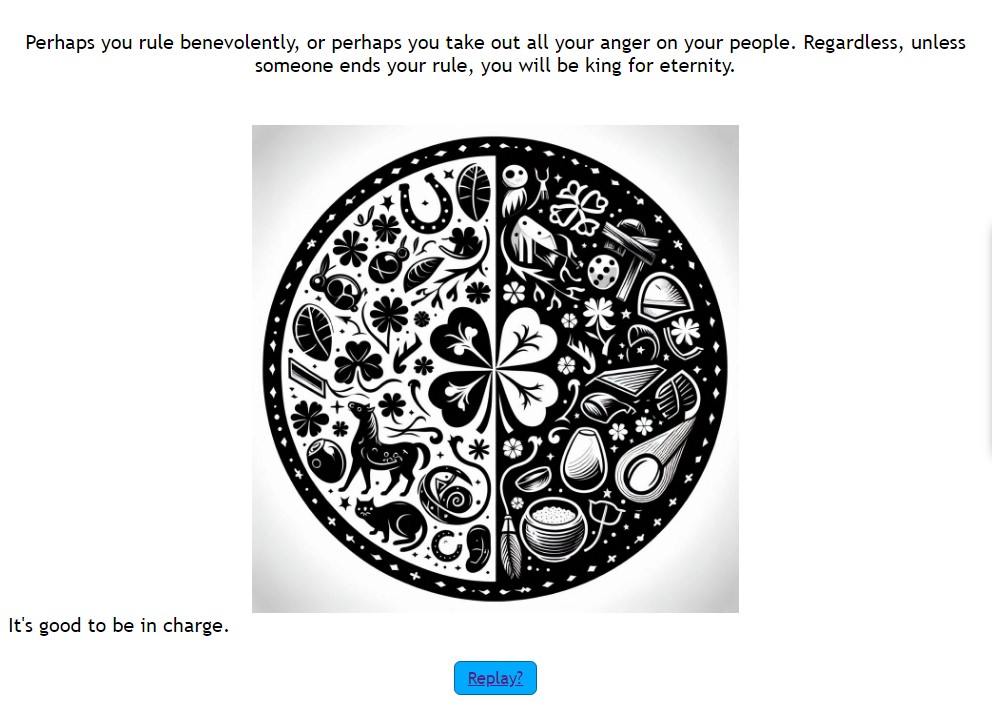 Perhaps you rule benevolently, or perhaps you take out all your anger on your people. Regardless, unless
someone ends your rule, you will be king for eternity.
It's good to be in charge.
Replay?